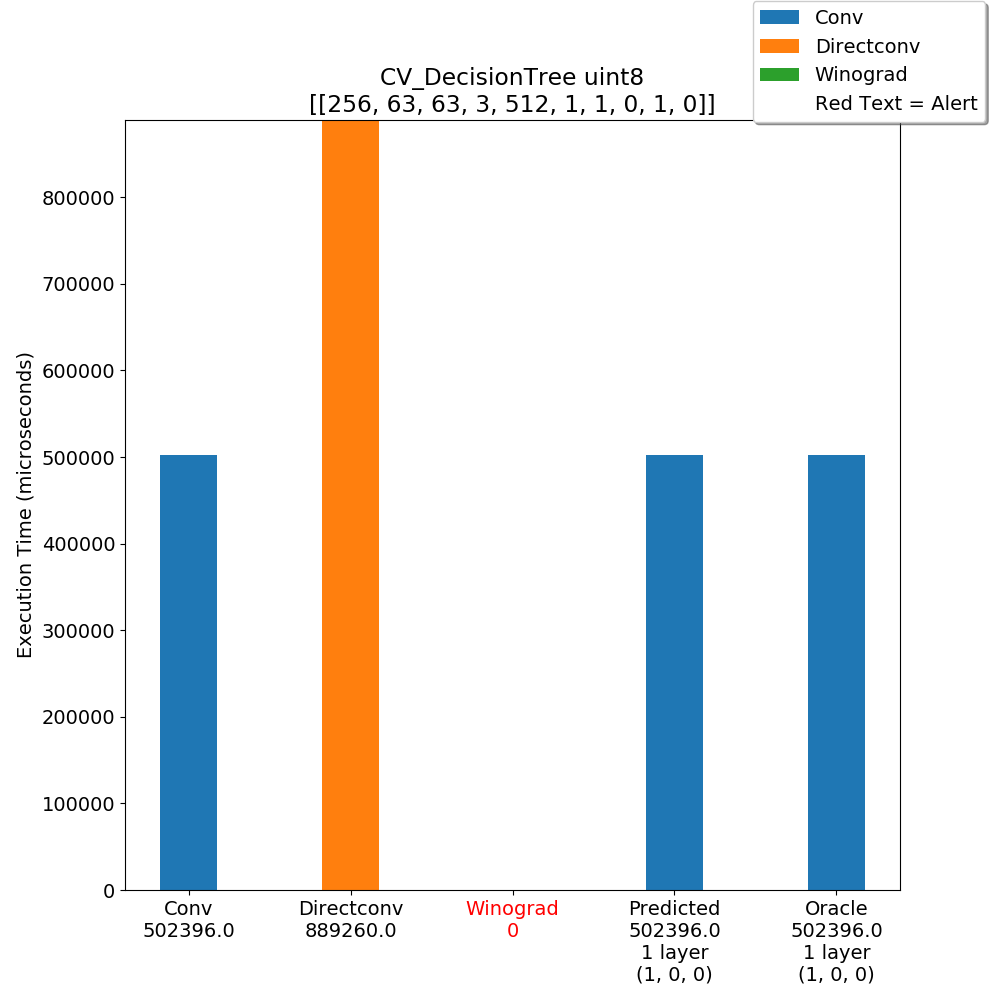 Conv
Directconv
Winograd
Red Text = Alert
CV_DecisionTree uint8
[[256, 63, 63, 3, 512, 1, 1, 0, 1, 0]]
Execution Time (microseconds)
800000
700000
600000
500000
400000
300000
200000
100000
0
Conv
502396.0
Directconv
889260.0
Winograd
0
Predicted
502396.0
1 layer
(1, 0, 0)
Oracle
502396.0
1 layer
(1, 0, 0)